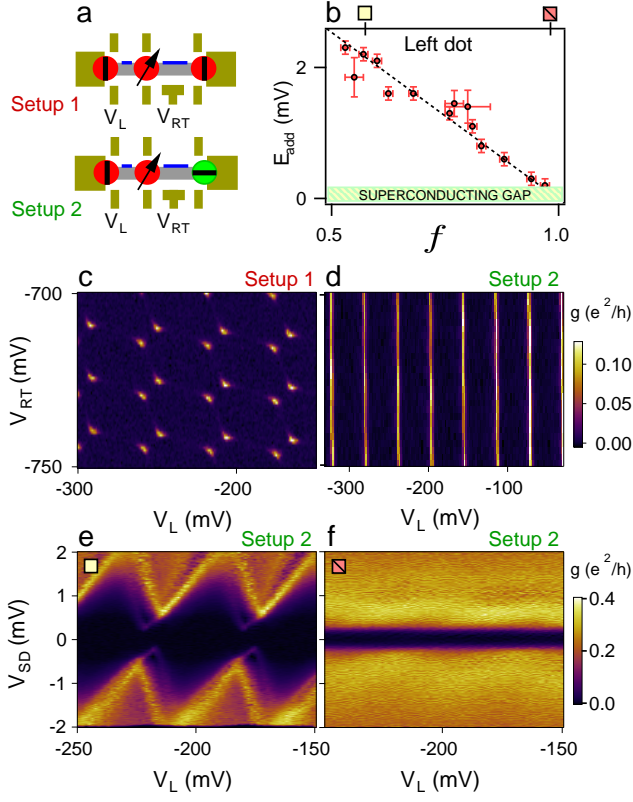 a
Setup 1
V_L
V_RT
Setup 2
V_L
V_RT
b
Left dot
E_add (mV)
2
0
SUPERCONDUCTING GAP
0.5
1.0
f
c
Setup 1
V_RT (mV)
-700
-750
-300
-200
V_L (mV)
d
Setup 2
-300
-200
-100
V_L (mV)
g (e^2/h)
0.10
0.05
0.00
e
Setup 2
V_SD (mV)
2
1
0
-1
-2
-250
-200
-150
V_L (mV)
f
Setup 2
-200
-150
V_L (mV)
g (e^2/h)
0.4
0.2
0.0